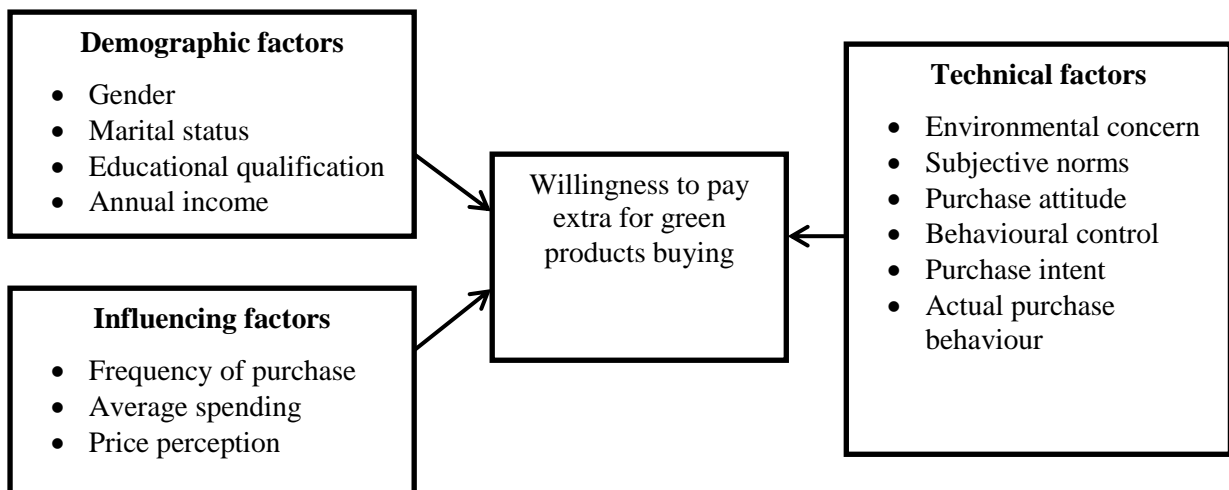 Demographic factors
• Gender
• Marital status
• Educational qualification
• Annual income
Influencing factors
• Frequency of purchase
• Average spending
• Price perception
Willingness to pay
extra for green
products buying
Technical factors
• Environmental concern
• Subjective norms
• Purchase attitude
• Behavioural control
• Purchase intent
• Actual purchase
behaviour